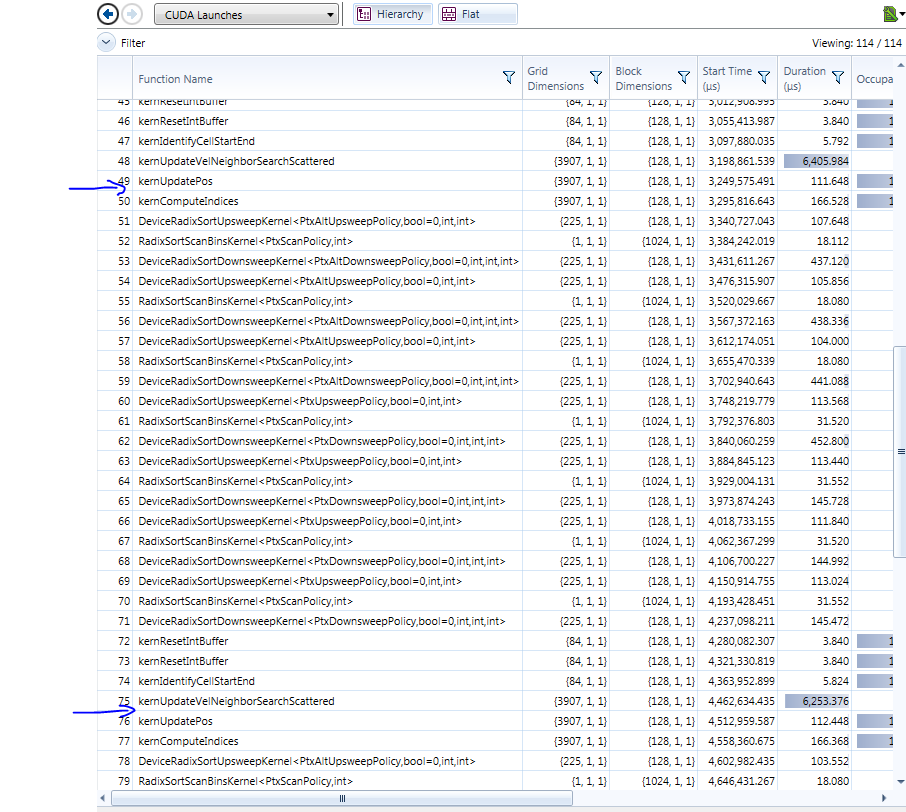 CUDA Launches Hierarchy Flat
Filter Viewing: 114 / 114
Function Name Grid Dimensions Block Dimensions Start Time (µs) Duration (µs) Occupa
45 kernResetIntBuffer {84, 1, 1} {128, 1, 1} 3,012,908.995 3.840 1
46 kernResetIntBuffer {84, 1, 1} {128, 1, 1} 3,055,413.987 3.840 1
47 kernIdentifyCellStartEnd {84, 1, 1} {128, 1, 1} 3,097,880.035 5.792 1
48 kernUpdateVelNeighborSearchScattered {3907, 1, 1} {128, 1, 1} 3,198,861.539 6,405.984
49 kernUpdatePos {3907, 1, 1} {128, 1, 1} 3,249,575.491 111.648 1
50 kernComputeIndices {3907, 1, 1} {128, 1, 1} 3,295,816.643 166.528 1
51 DeviceRadixSortUpsweepKernel<PtxAltUpsweepPolicy,bool=0,int,int> {225, 1, 1} {128, 1, 1} 3,340,727.043 107.648
52 RadixSortScanBinsKernel<PtxScanPolicy,int> {1, 1, 1} {1024, 1, 1} 3,384,242.019 18.112
53 DeviceRadixSortDownsweepKernel<PtxAltDownsweepPolicy,bool=0,int,int,int> {225, 1, 1} {128, 1, 1} 3,431,611.267 437.120
54 DeviceRadixSortUpsweepKernel<PtxAltUpsweepPolicy,bool=0,int,int> {225, 1, 1} {128, 1, 1} 3,476,315.907 105.856
55 RadixSortScanBinsKernel<PtxScanPolicy,int> {1, 1, 1} {1024, 1, 1} 3,520,029.667 18.080
56 DeviceRadixSortDownsweepKernel<PtxAltDownsweepPolicy,bool=0,int,int,int> {225, 1, 1} {128, 1, 1} 3,567,372.163 438.336
57 DeviceRadixSortUpsweepKernel<PtxAltUpsweepPolicy,bool=0,int,int> {225, 1, 1} {128, 1, 1} 3,612,174.051 104.000
58 RadixSortScanBinsKernel<PtxScanPolicy,int> {1, 1, 1} {1024, 1, 1} 3,655,470.339 18.080
59 DeviceRadixSortDownsweepKernel<PtxAltDownsweepPolicy,bool=0,int,int,int> {225, 1, 1} {128, 1, 1} 3,702,940.643 441.088
60 DeviceRadixSortUpsweepKernel<PtxUpsweepPolicy,bool=0,int,int> {225, 1, 1} {128, 1, 1} 3,748,219.779 113.568
61 RadixSortScanBinsKernel<PtxScanPolicy,int> {1, 1, 1} {1024, 1, 1} 3,792,376.803 31.520
62 DeviceRadixSortDownsweepKernel<PtxDownsweepPolicy,bool=0,int,int,int> {225, 1, 1} {128, 1, 1} 3,840,060.259 452.800
63 DeviceRadixSortUpsweepKernel<PtxUpsweepPolicy,bool=0,int,int> {225, 1, 1} {128, 1, 1} 3,884,845.123 113.440
64 RadixSortScanBinsKernel<PtxScanPolicy,int> {1, 1, 1} {1024, 1, 1} 3,929,004.131 31.552
65 DeviceRadixSortDownsweepKernel<PtxDownsweepPolicy,bool=0,int,int,int> {225, 1, 1} {128, 1, 1} 3,973,874.243 145.728
66 DeviceRadixSortUpsweepKernel<PtxUpsweepPolicy,bool=0,int,int> {225, 1, 1} {128, 1, 1} 4,018,733.155 111.840
67 RadixSortScanBinsKernel<PtxScanPolicy,int> {1, 1, 1} {1024, 1, 1} 4,062,367.299 31.520
68 DeviceRadixSortDownsweepKernel<PtxDownsweepPolicy,bool=0,int,int,int> {225, 1, 1} {128, 1, 1} 4,106,700.227 144.992
69 DeviceRadixSortUpsweepKernel<PtxUpsweepPolicy,bool=0,int,int> {225, 1, 1} {128, 1, 1} 4,150,914.755 113.024
70 RadixSortScanBinsKernel<PtxScanPolicy,int> {1, 1, 1} {1024, 1, 1} 4,193,428.451 31.552
71 DeviceRadixSortDownsweepKernel<PtxDownsweepPolicy,bool=0,int,int,int> {225, 1, 1} {128, 1, 1} 4,237,098.211 145.472
72 kernResetIntBuffer {84, 1, 1} {128, 1, 1} 4,280,082.307 3.840 1
73 kernResetIntBuffer {84, 1, 1} {128, 1, 1} 4,321,330.819 3.840 1
74 kernIdentifyCellStartEnd {84, 1, 1} {128, 1, 1} 4,363,952.899 5.824 1
75 kernUpdateVelNeighborSearchScattered {3907, 1, 1} {128, 1, 1} 4,462,634.435 6,253.376
76 kernUpdatePos {3907, 1, 1} {128, 1, 1} 4,512,959.587 112.448 1
77 kernComputeIndices {3907, 1, 1} {128, 1, 1} 4,558,360.675 166.368 1
78 DeviceRadixSortUpsweepKernel<PtxAltUpsweepPolicy,bool=0,int,int> {225, 1, 1} {128, 1, 1} 4,602,982.435 103.552
79 RadixSortScanBinsKernel<PtxScanPolicy,int> {1, 1, 1} {1024, 1, 1} 4,646,431.267 18.080